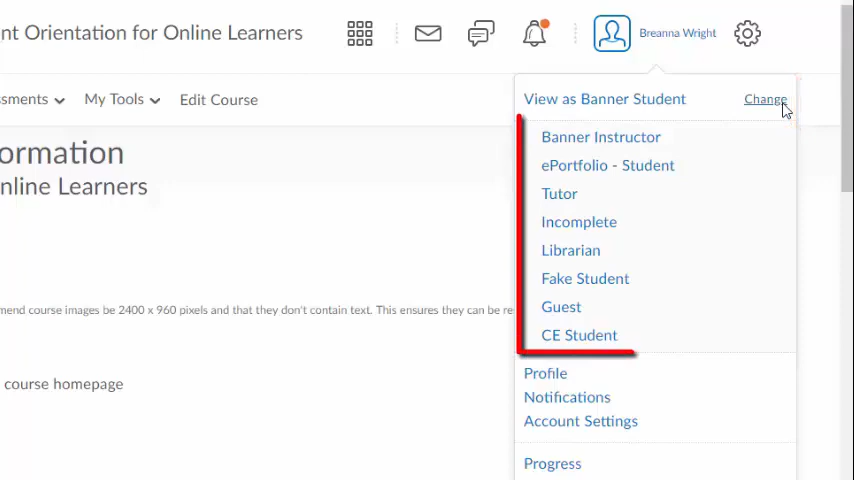 nt Orientation for Online Learners
Breanna Wright
ssments
My Tools
Edit Course
View as Banner Student
Change
ormation
nline Learners
Banner Instructor
ePortfolio - Student
Tutor
Incomplete
Librarian
Fake Student
Guest
CE Student
mend course images be 2400 x 960 pixels and that they don't contain text. This ensures they can be re
Profile
course homepage
Notifications
Account Settings
Progress